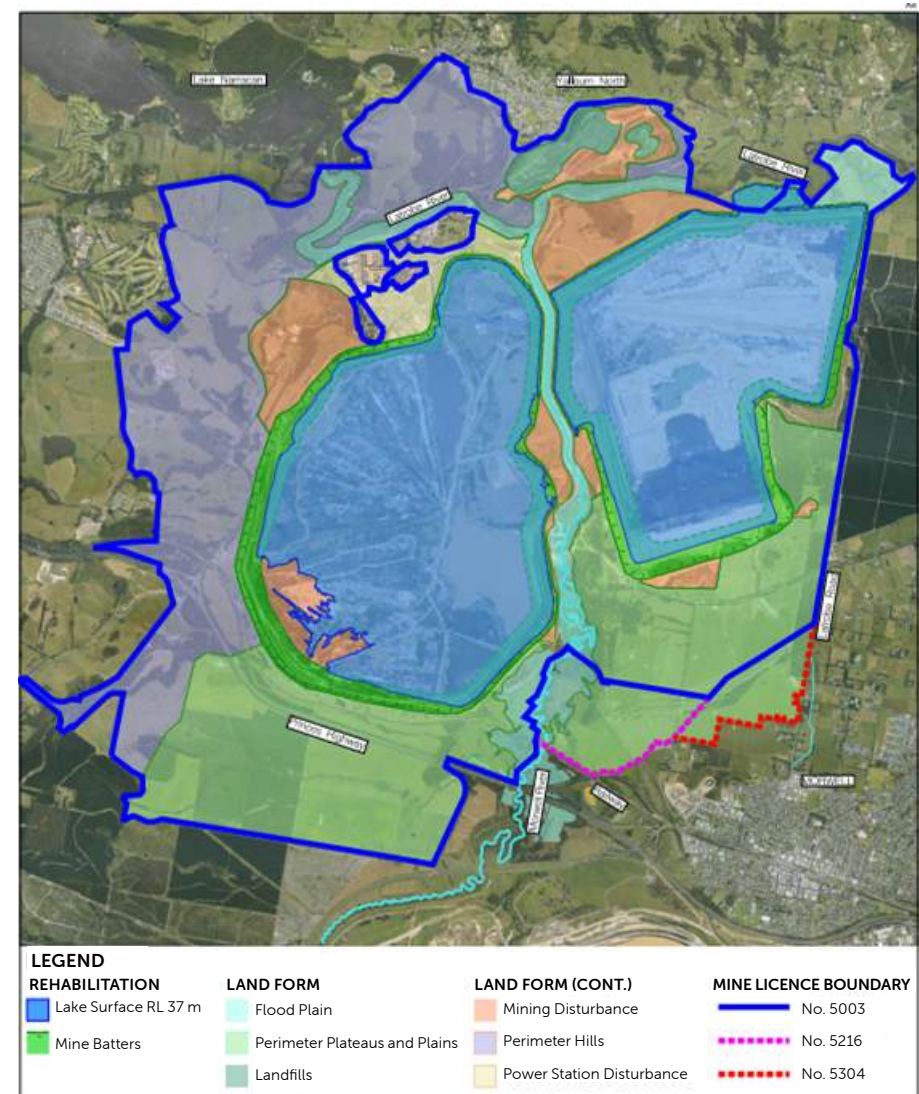 Lake Narracan
Yallourn North
Latrobe River
Latrobe River
Princes Highway
Morwell River
Railway
Latrobe Road
MORWELL
LEGEND
REHABILITATION
Lake Surface RL 37 m
Mine Batters
LAND FORM
Flood Plain
Perimeter Plateaus and Plains
Landfills
LAND FORM (CONT.)
Mining Disturbance
Perimeter Hills
Power Station Disturbance
MINE LICENCE BOUNDARY
No. 5003
No. 5216
No. 5304